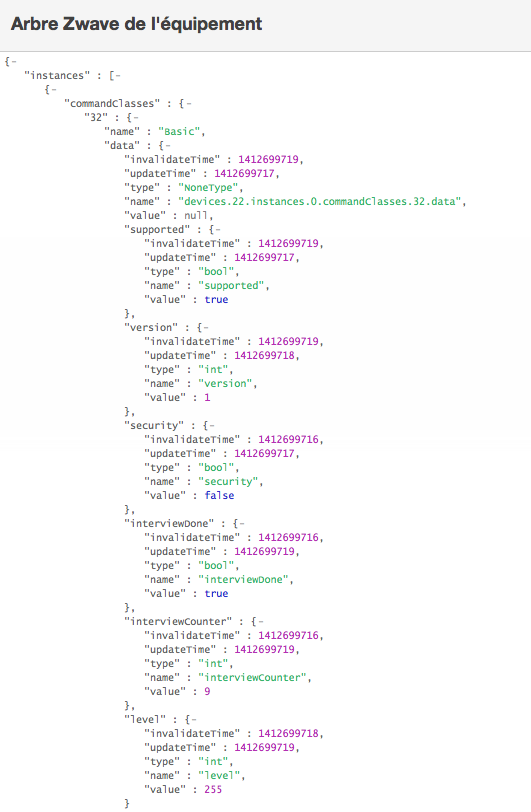 Arbre Zwave de l'équipement
{-
"instances" : [-
{-
"commandClasses" : {-
"32" : {-
"name" : "Basic",
"data" : {-
"invalidateTime" : 1412699719,
"updateTime" : 1412699717,
"type" : "NoneType",
"name" : "devices.22.instances.0.commandClasses.32.data",
"value" : null,
"supported" : {-
"invalidateTime" : 1412699719,
"updateTime" : 1412699717,
"type" : "bool",
"name" : "supported",
"value" : true
},
"version" : {-
"invalidateTime" : 1412699719,
"updateTime" : 1412699718,
"type" : "int",
"name" : "version",
"value" : 1
},
"security" : {-
"invalidateTime" : 1412699716,
"updateTime" : 1412699717,
"type" : "bool",
"name" : "security",
"value" : false
},
"interviewDone" : {-
"invalidateTime" : 1412699716,
"updateTime" : 1412699719,
"type" : "bool",
"name" : "interviewDone",
"value" : true
},
"interviewCounter" : {-
"invalidateTime" : 1412699716,
"updateTime" : 1412699719,
"type" : "int",
"name" : "interviewCounter",
"value" : 9
},
"level" : {-
"invalidateTime" : 1412699718,
"updateTime" : 1412699719,
"type" : "int",
"name" : "level",
"value" : 255
}